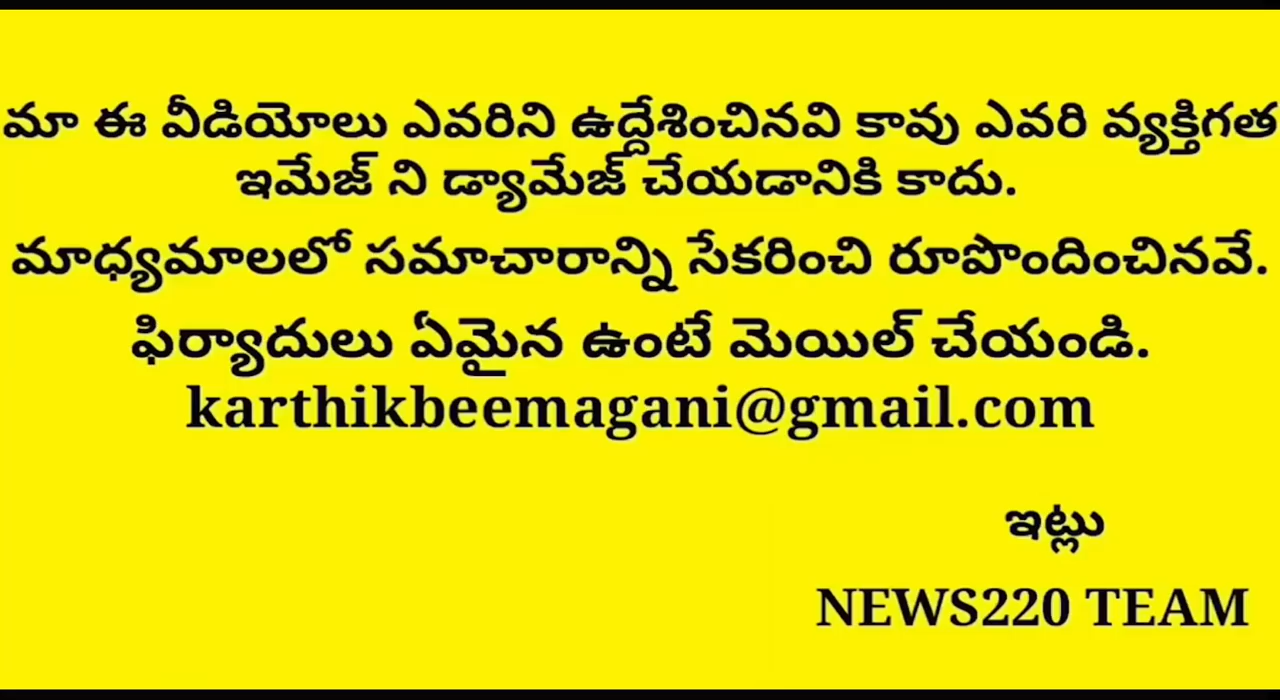 మా ఈ వీడియోలు ఎవరిని ఉద్దేశించినవి కావు ఎవరి వ్యక్తిగత
ఇమేజ్ ని డ్యామేజ్ చేయడానికి కాదు.
మాధ్యమాలలో సమాచారాన్ని సేకరించి రూపొందించినవే.
ఫిర్యాదులు ఏమైన ఉంటే మెయిల్ చేయండి.
karthikbeemagani@gmail.com
ఇట్లు
NEWS220 TEAM